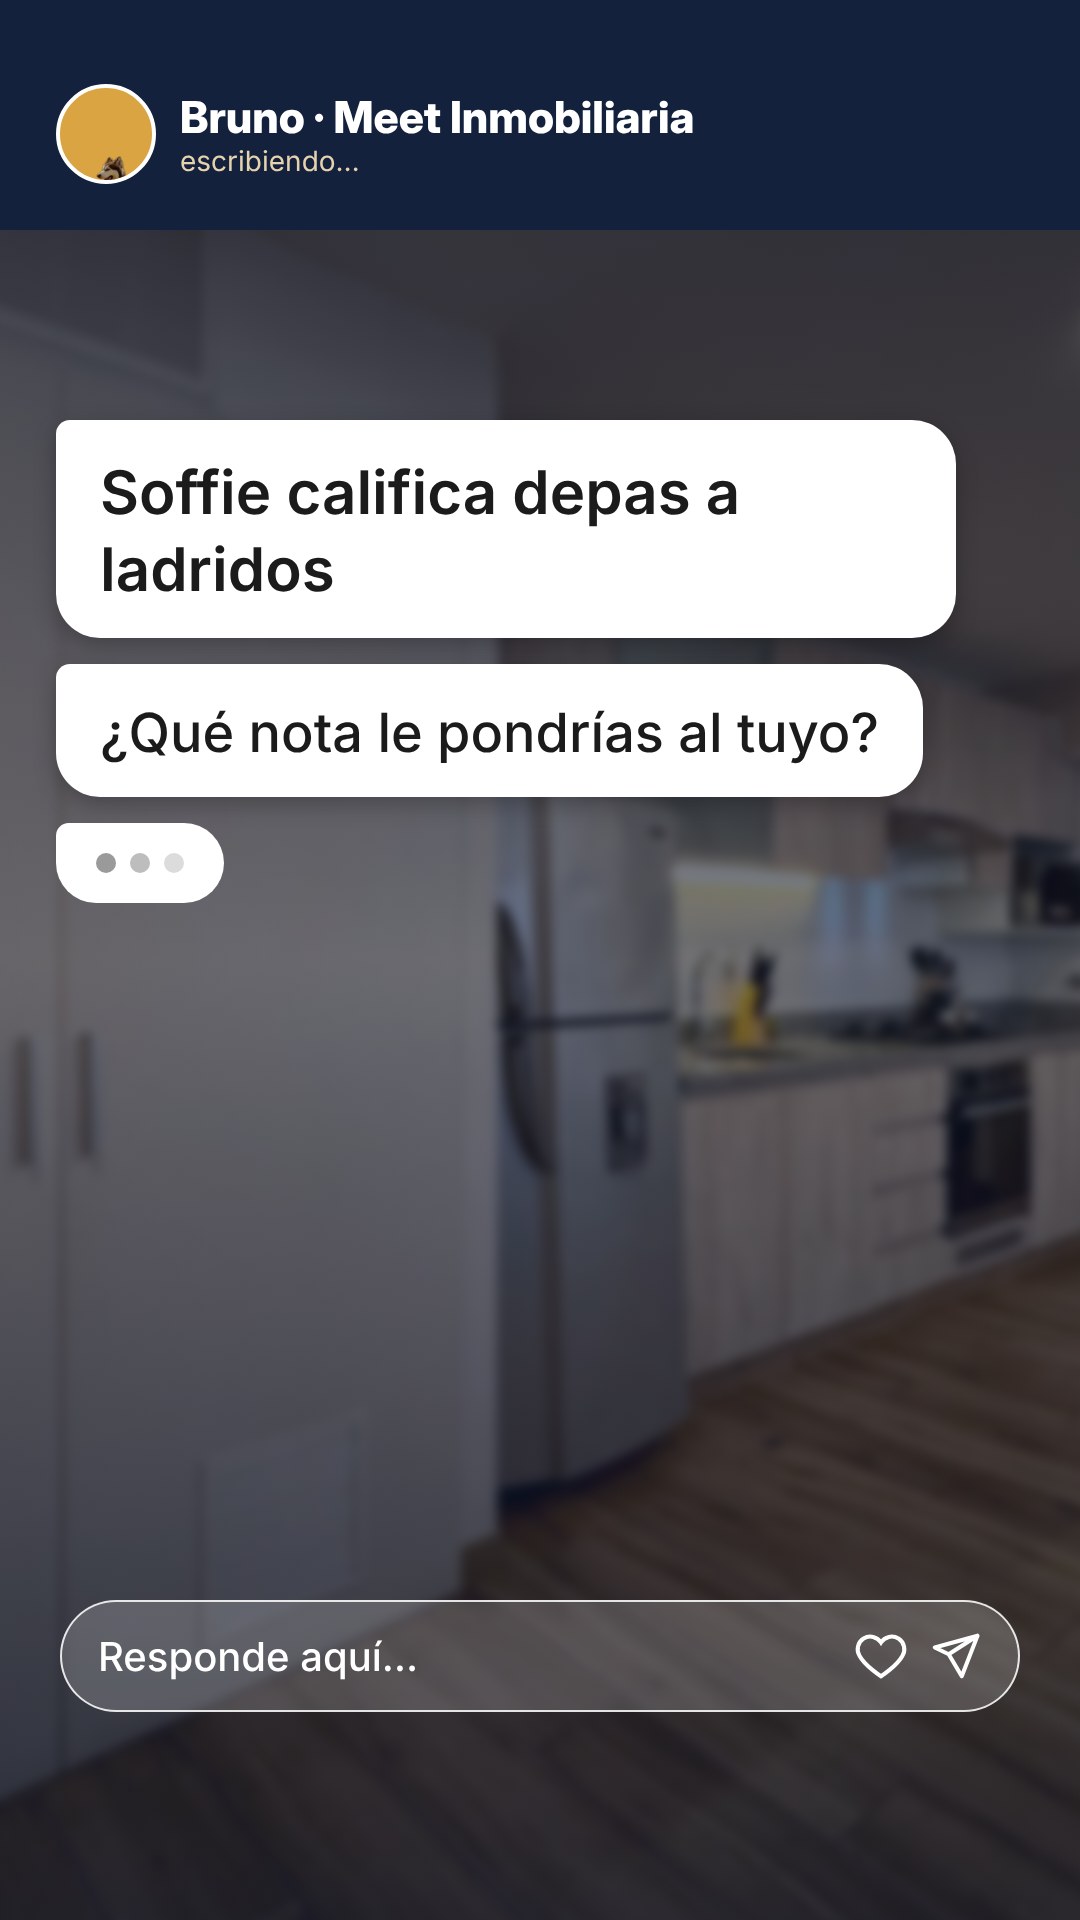 Bruno · Meet Inmobiliaria
escribiendo...
Soffie califica depas a
ladridos
¿Qué nota le pondrías al tuyo?
Responde aquí...